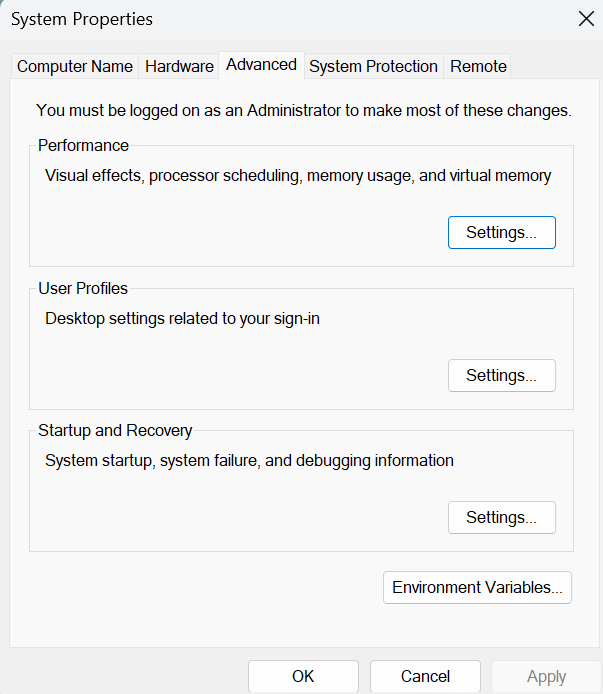 System Properties
Computer Name Hardware Advanced System Protection Remote
You must be logged on as an Administrator to make most of these changes.
Performance
Visual effects, processor scheduling, memory usage, and virtual memory
Settings...
User Profiles
Desktop settings related to your sign-in
Settings...
Startup and Recovery
System startup, system failure, and debugging information
Settings...
Environment Variables...
OK Cancel Apply